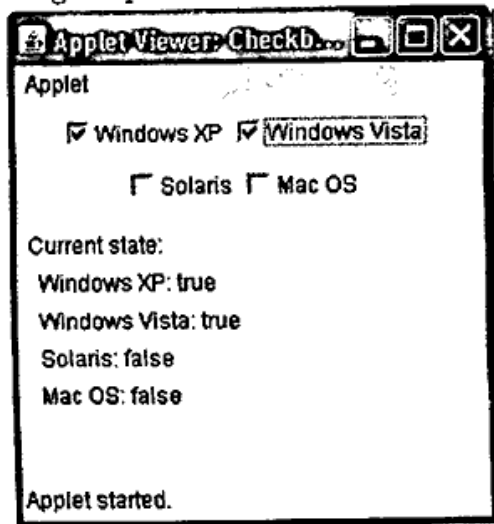 Applet Viewer: Checkb...
Applet
Windows XP Windows Vista
Solaris Mac OS
Current state:
Windows XP: true
Windows Vista: true
Solaris: false
Mac OS: false
Applet started.